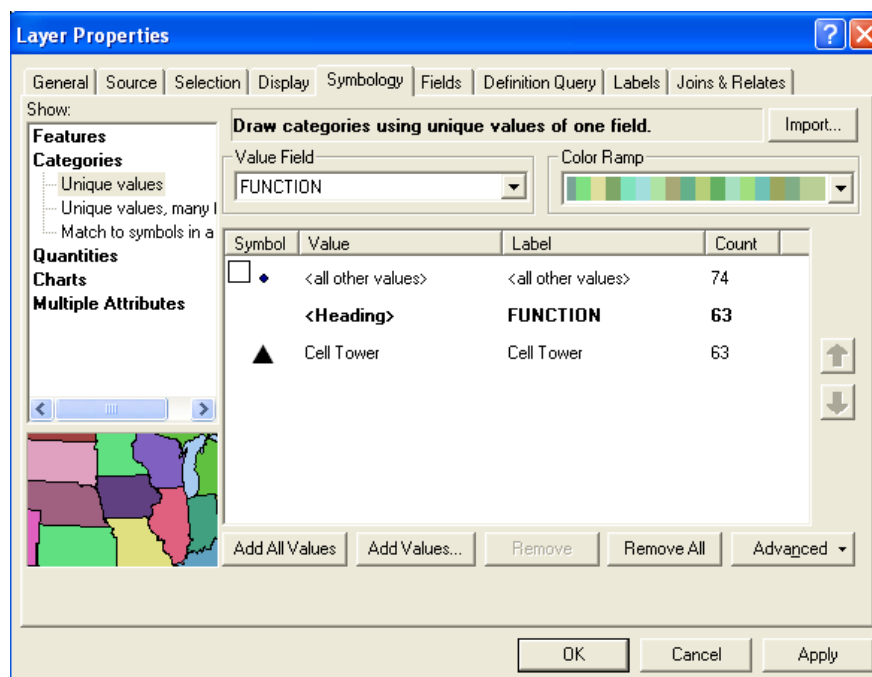 Layer Properties
General Source Selection Display Symbology Fields Definition Query Labels Joins & Relates
Show:
Features
Categories
Unique values
Unique values, many
Match to symbols in a
Quantities
Charts
Multiple Attributes
Draw categories using unique values of one field.
Import...
Value Field
FUNCTION
Color Ramp
Symbol Value Label Count
<all other values> <all other values> 74
<Heading> FUNCTION 63
Cell Tower Cell Tower 63
Add All Values Add Values... Remove Remove All Advanced
OK Cancel Apply